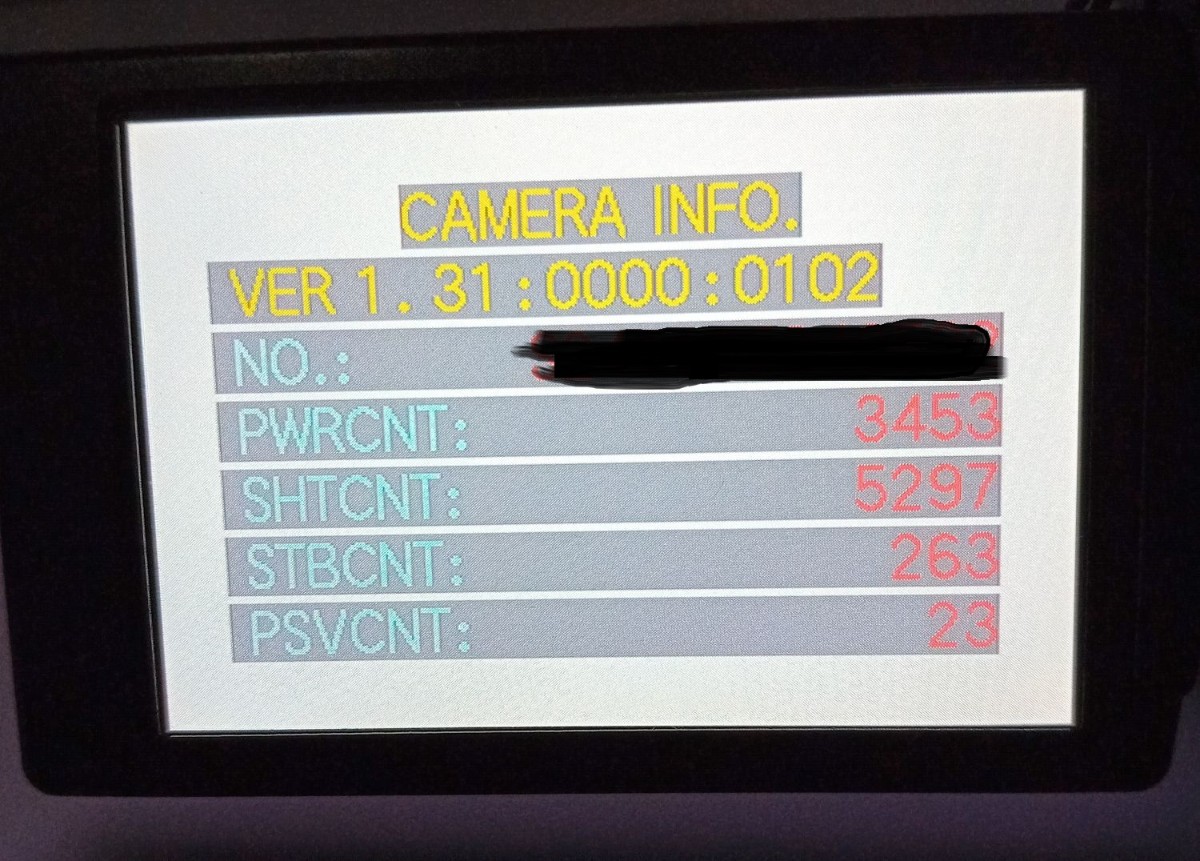 CAMERA INFO.
VER 1.31:0000:0102
NO.:
PWRCNT: 3453
SHTCNT: 5297
STBCNT: 263
PSVCNT: 23